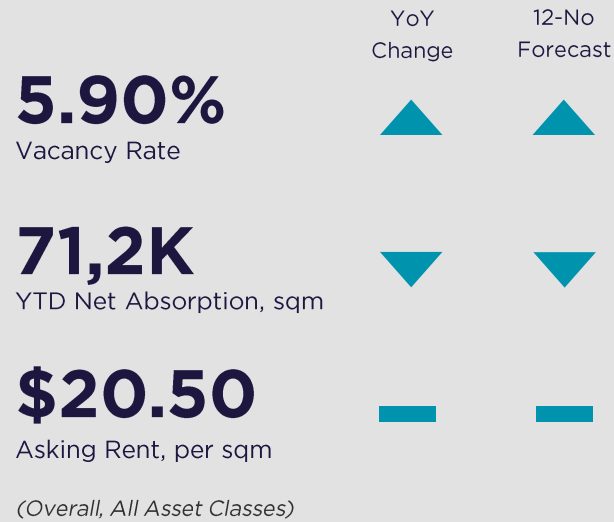 YoY
Change
12-No
Forecast
5.90%
Vacancy Rate
71,2K
YTD Net Absorption, sqm
$20.50
Asking Rent, per sqm
(Overall, All Asset Classes)